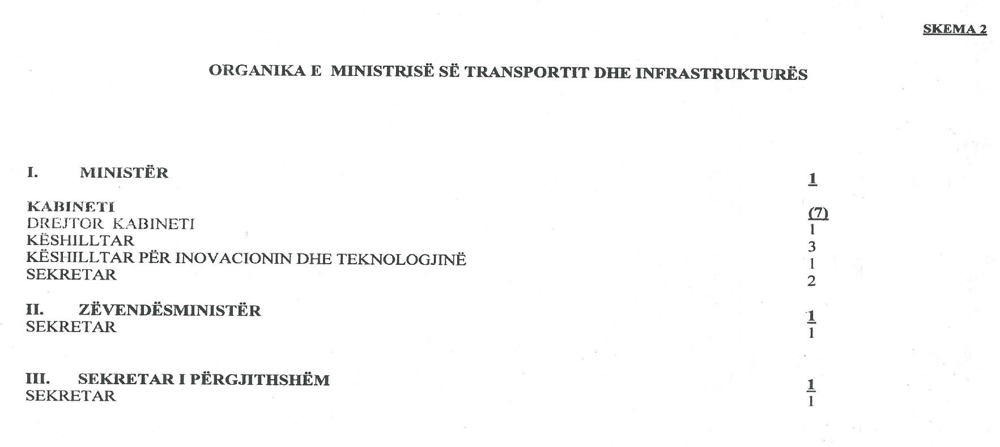 SKEMA 2
ORGANIKA E MINISTRISË SË TRANSPORTIT DHE INFRASTRUKTURËS
I. MINISTËR 1
KABINETI (7)
DREJTOR KABINETI 1
KËSHILLTAR 3
KËSHILLTAR PËR INOVACIONIN DHE TEKNOLOGJINË 1
SEKRETAR 2
II. ZËVENDËSMINISTËR 1
SEKRETAR 1
III. SEKRETAR I PËRGJITHSHËM 1
SEKRETAR 1